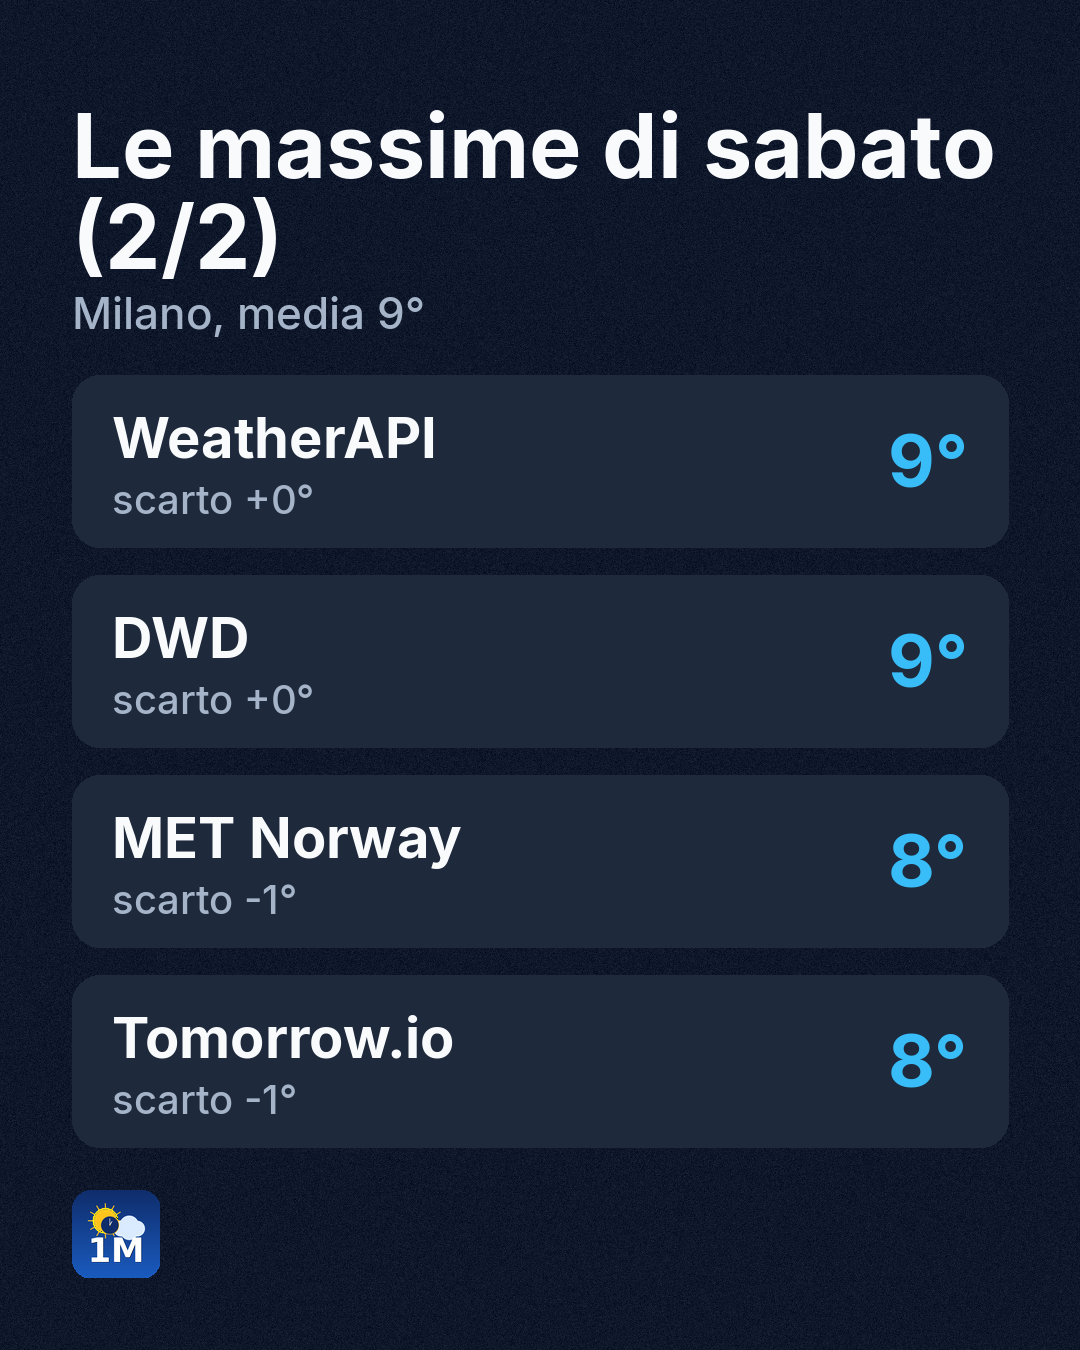 Le massime di sabato
(2/2)
Milano, media 9°
WeatherAPI
scarto +0°
9°
DWD
scarto +0°
9°
MET Norway
scarto -1°
8°
Tomorrow.io
scarto -1°
8°
1M